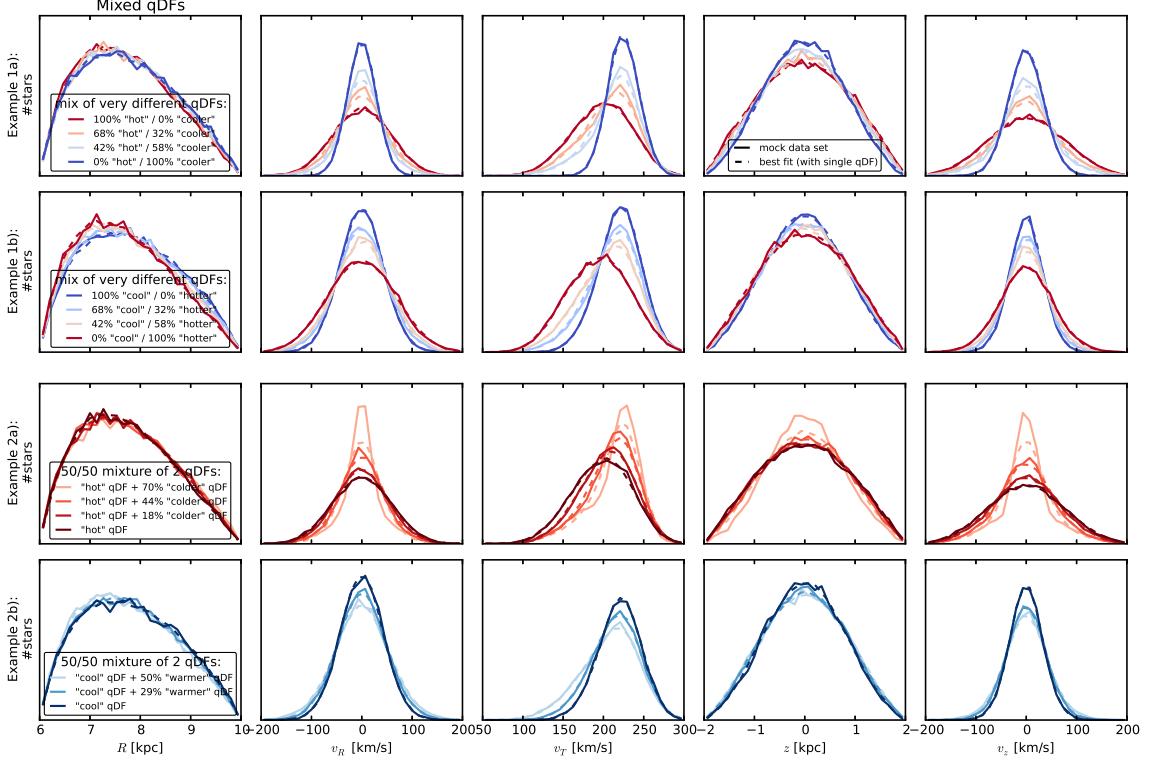 Mixed qDFs
Example 1a):
#stars
mix of very different qDFs:
100% "hot" / 0% "cooler"
68% "hot" / 32% "cooler"
42% "hot" / 58% "cooler"
0% "hot" / 100% "cooler"
mock data set
best fit (with single qDF)
Example 1b):
#stars
mix of very different qDFs:
100% "cool" / 0% "hotter"
68% "cool" / 32% "hotter"
42% "cool" / 58% "hotter"
0% "cool" / 100% "hotter"
Example 2a):
#stars
50/50 mixture of 2 qDFs:
"hot" qDF + 70% "colder" qDF
"hot" qDF + 44% "colder" qDF
"hot" qDF + 18% "colder" qDF
"hot" qDF
Example 2b):
#stars
50/50 mixture of 2 qDFs:
"cool" qDF + 50% "warmer" qDF
"cool" qDF + 29% "warmer" qDF
"cool" qDF
6 7 8 9 10
−200 −100 0 100 200
50 100 150 200 250 300
−2 −1 0 1 2
−200 −100 0 100 200
R [kpc]
v_R [km/s]
v_T [km/s]
z [kpc]
v_z [km/s]